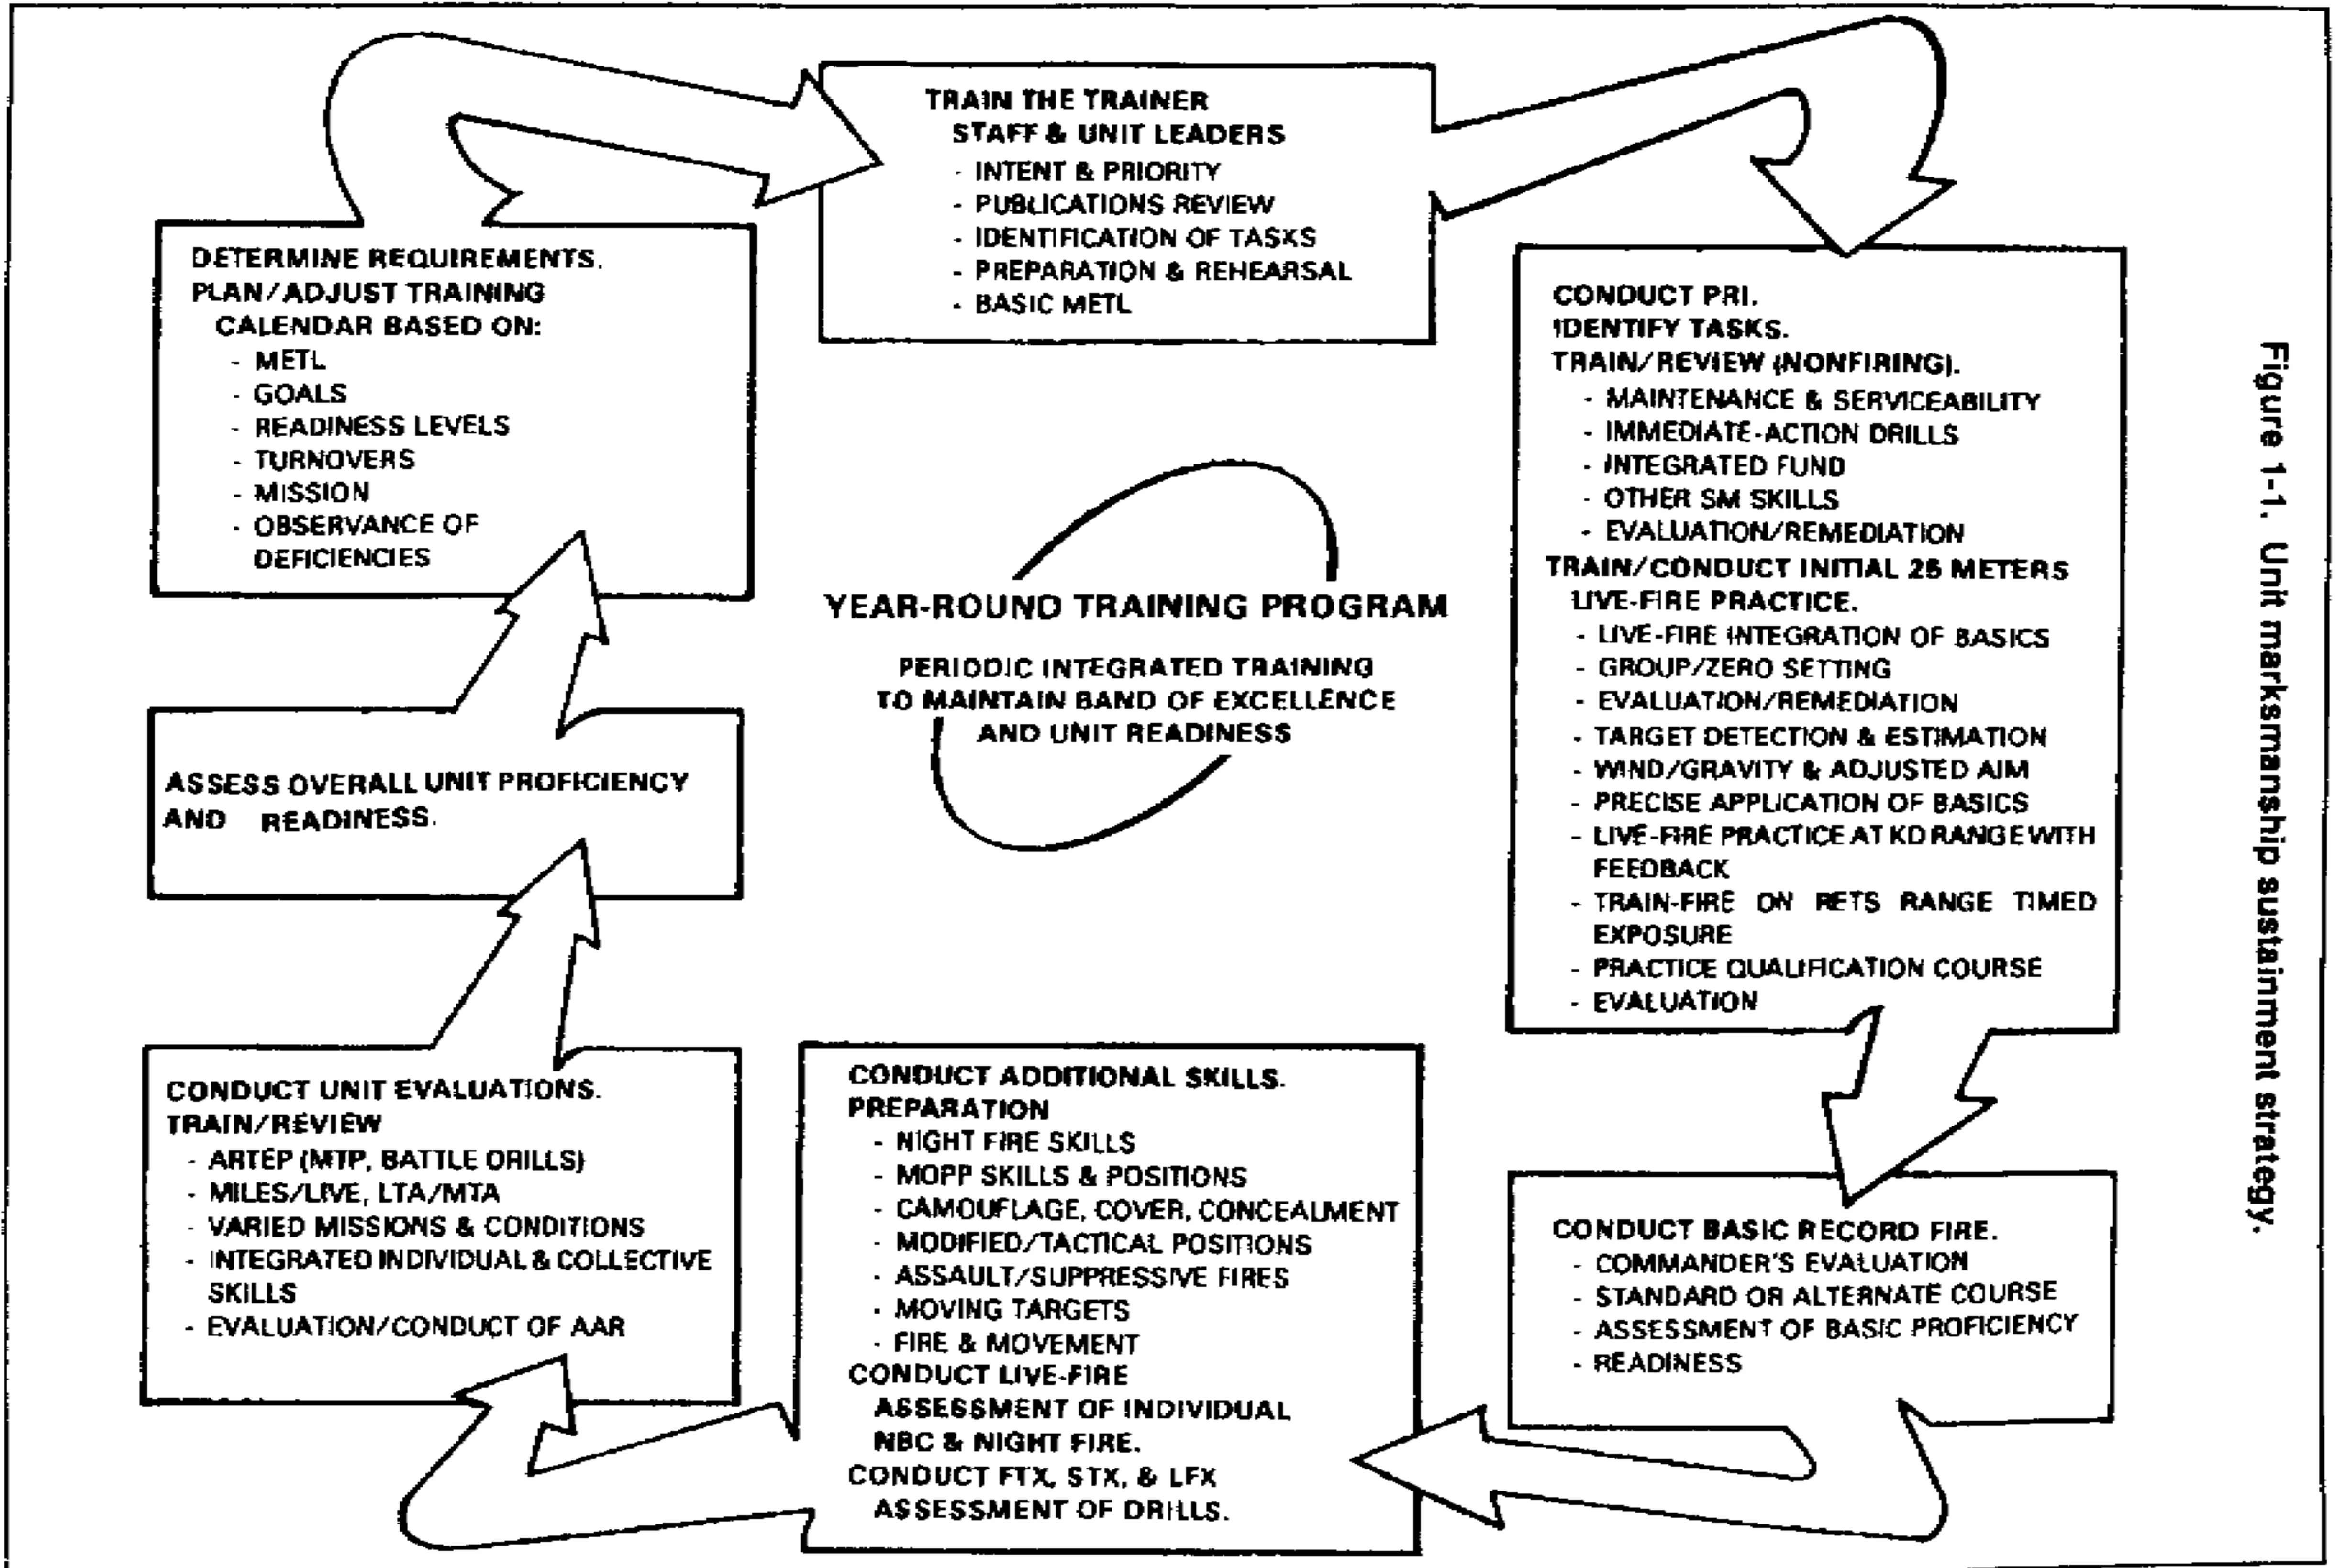 TRAIN THE TRAINER
STAFF & UNIT LEADERS
- INTENT & PRIORITY
- PUBLICATIONS REVIEW
- IDENTIFICATION OF TASKS
- PREPARATION & REHEARSAL
- BASIC METL
CONDUCT PRI.
IDENTIFY TASKS.
TRAIN/REVIEW (NONFIRING).
- MAINTENANCE & SERVICEABILITY
- IMMEDIATE-ACTION DRILLS
- INTEGRATED FUND
- OTHER SM SKILLS
- EVALUATION/REMEDIATION
TRAIN/CONDUCT INITIAL 25 METERS
LIVE-FIRE PRACTICE.
- LIVE-FIRE INTEGRATION OF BASICS
- GROUP/ZERO SETTING
- EVALUATION/REMEDIATION
- TARGET DETECTION & ESTIMATION
- WIND/GRAVITY & ADJUSTED AIM
- PRECISE APPLICATION OF BASICS
- LIVE-FIRE PRACTICE AT KD RANGE WITH
FEEDBACK
- TRAIN-FIRE ON RETS RANGE TIMED
EXPOSURE
- PRACTICE QUALIFICATION COURSE
- EVALUATION
CONDUCT BASIC RECORD FIRE.
- COMMANDER'S EVALUATION
- STANDARD OR ALTERNATE COURSE
- ASSESSMENT OF BASIC PROFICIENCY
- READINESS
CONDUCT ADDITIONAL SKILLS.
PREPARATION
- NIGHT FIRE SKILLS
- MOPP SKILLS & POSITIONS
- CAMOUFLAGE, COVER, CONCEALMENT
- MODIFIED/TACTICAL POSITIONS
- ASSAULT/SUPPRESSIVE FIRES
- MOVING TARGETS
- FIRE & MOVEMENT
CONDUCT LIVE-FIRE
ASSESSMENT OF INDIVIDUAL
NBC & NIGHT FIRE.
CONDUCT FTX, STX, & LFX
ASSESSMENT OF DRILLS.
CONDUCT UNIT EVALUATIONS.
TRAIN/REVIEW
- ARTEP (MTP, BATTLE DRILLS)
- MILES/LIVE, LTA/MTA
- VARIED MISSIONS & CONDITIONS
- INTEGRATED INDIVIDUAL & COLLECTIVE
SKILLS
- EVALUATION/CONDUCT OF AAR
ASSESS OVERALL UNIT PROFICIENCY
AND READINESS.
DETERMINE REQUIREMENTS.
PLAN/ADJUST TRAINING
CALENDAR BASED ON:
- METL
- GOALS
- READINESS LEVELS
- TURNOVERS
- MISSION
- OBSERVANCE OF
DEFICIENCIES
YEAR-ROUND TRAINING PROGRAM
PERIODIC INTEGRATED TRAINING
TO MAINTAIN BAND OF EXCELLENCE
AND UNIT READINESS
Figure 1-1. Unit marksmanship sustainment strategy.